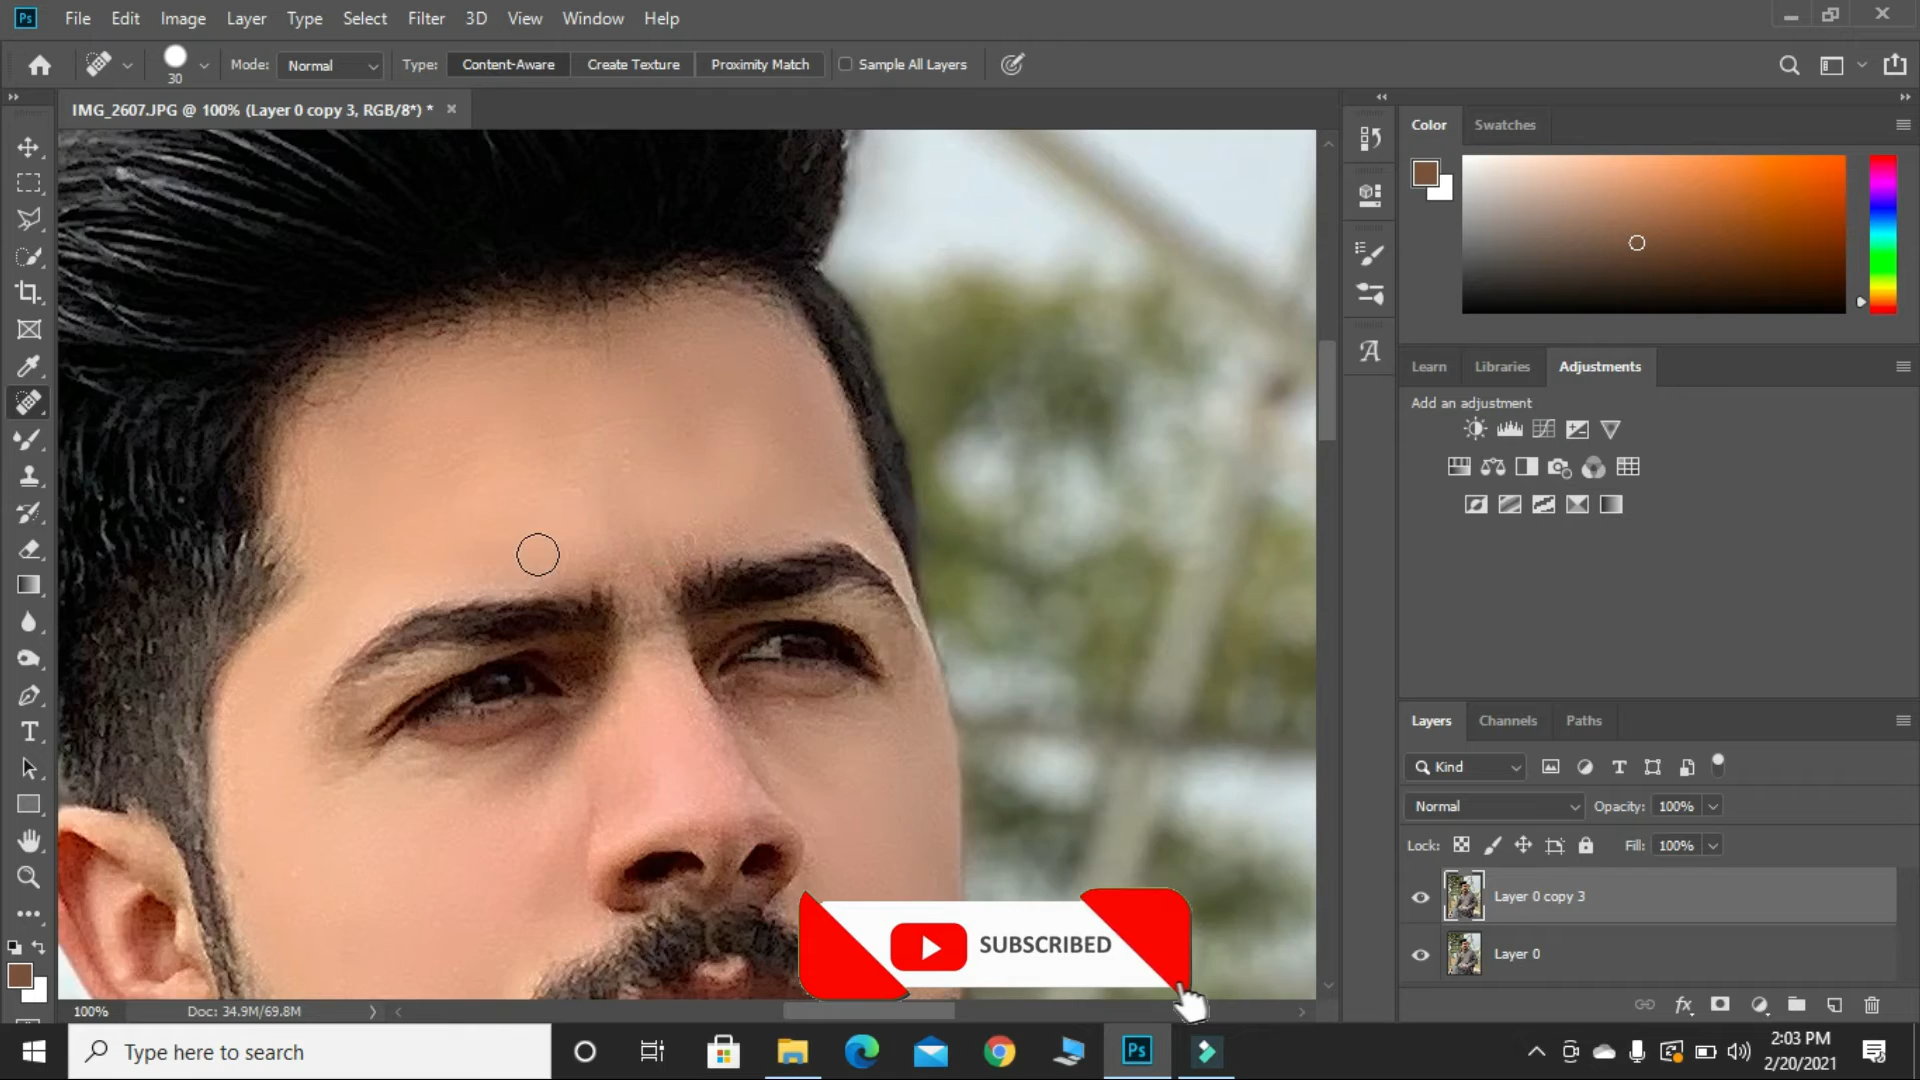 Ps File Edit Image Layer Type Select Filter 3D View Window Help
30 Mode: Normal Type: Content-Aware Create Texture Proximity Match Sample All Layers
IMG_2607.JPG @ 100% (Layer 0 copy 3, RGB/8*) *
Color Swatches
Learn Libraries Adjustments
Add an adjustment
Layers Channels Paths
Kind
Normal Opacity: 100%
Lock: Fill: 100%
Layer 0 copy 3
Layer 0
SUBSCRIBED
100% Doc: 34.9M/69.8M
Type here to search
Ps
2:03 PM
2/20/2021